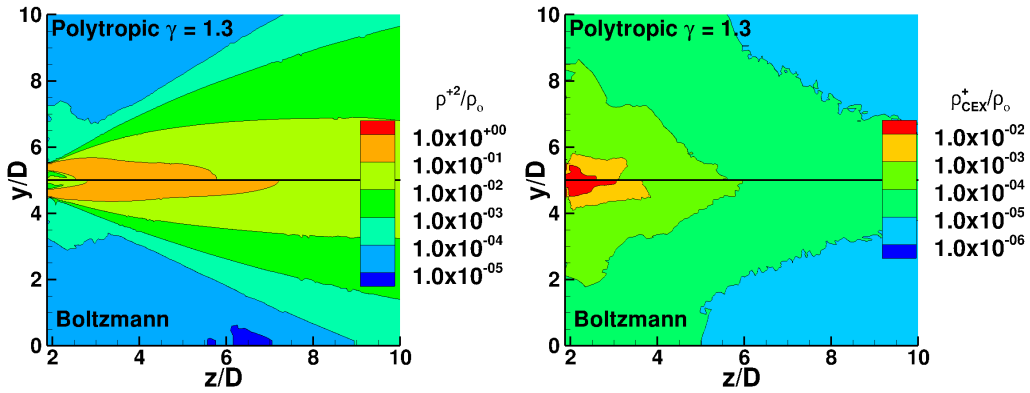 10
8
6
4
2
0
y/D
Polytropic γ = 1.3
Boltzmann
2
4
6
8
10
z/D
ρ+2/ρo
1.0x10+00
1.0x10-01
1.0x10-02
1.0x10-03
1.0x10-04
1.0x10-05
10
8
6
4
2
0
y/D
Polytropic γ = 1.3
Boltzmann
2
4
6
8
10
z/D
ρ+CEX/ρo
1.0x10-02
1.0x10-03
1.0x10-04
1.0x10-05
1.0x10-06